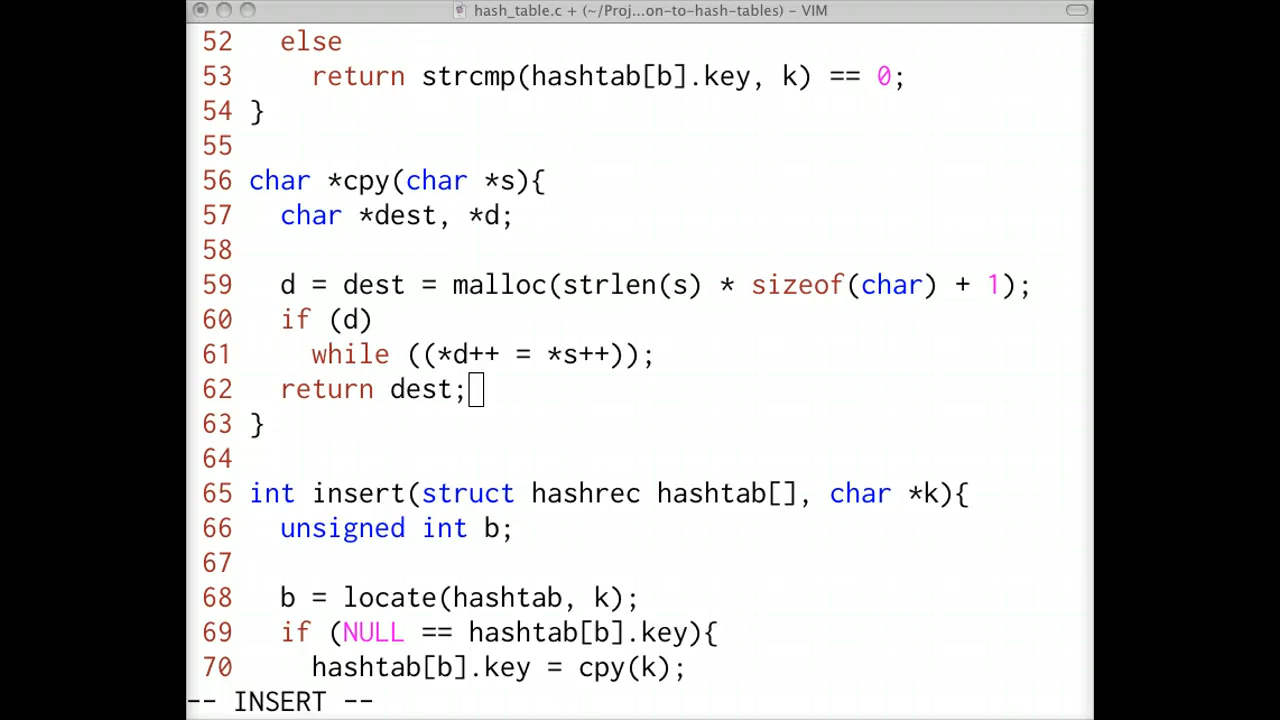 hash_table.c + (~/Proj...on-to-hash-tables) – VIM
52 else
53 return strcmp(hashtab[b].key, k) == 0;
54 }
55
56 char *cpy(char *s){
57 char *dest, *d;
58
59 d = dest = malloc(strlen(s) * sizeof(char) + 1);
60 if (d)
61 while ((*d++ = *s++));
62 return dest;
63 }
64
65 int insert(struct hashrec hashtab[], char *k){
66 unsigned int b;
67
68 b = locate(hashtab, k);
69 if (NULL == hashtab[b].key){
70 hashtab[b].key = cpy(k);
-- INSERT --